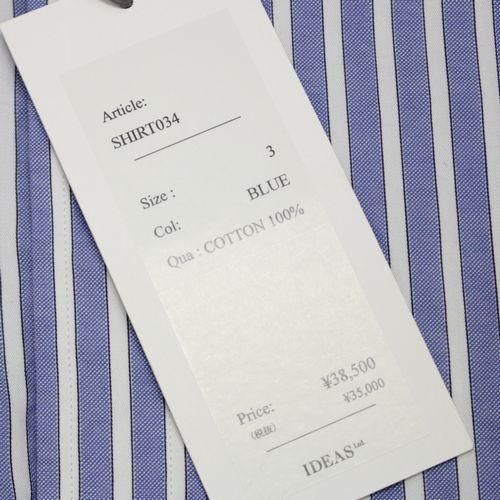 Article:
SHIRT034
Size : 3
Col: BLUE
Qua : COTTON 100%
¥38,500
Price: ¥35,000
(税抜)
IDEAS Ltd.